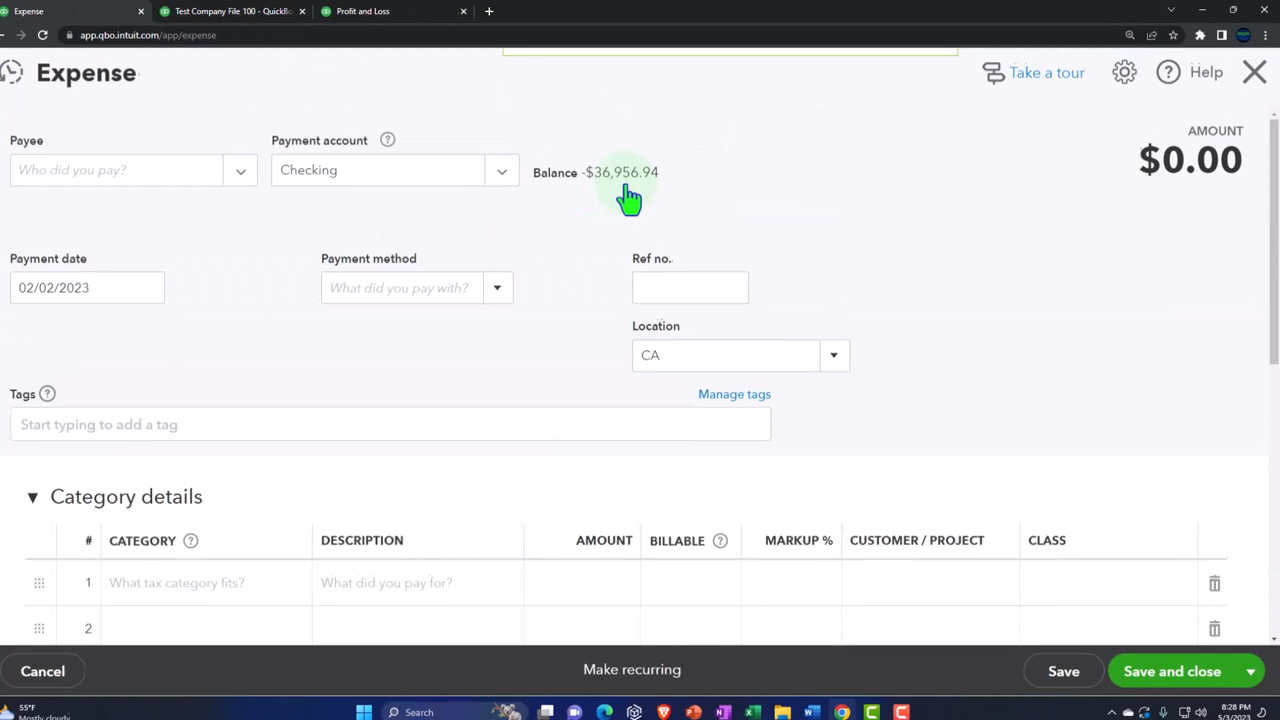 Expense
Test Company File 100 - QuickBo
Profit and Loss
app.qbo.intuit.com/app/expense
Expense
Take a tour
Help
Payee
Payment account
AMOUNT
Who did you pay?
Checking
Balance -$36,956.94
$0.00
Payment date
Payment method
Ref no.
02/02/2023
What did you pay with?
Location
CA
Tags
Manage tags
Start typing to add a tag
Category details
# CATEGORY DESCRIPTION AMOUNT BILLABLE MARKUP % CUSTOMER / PROJECT CLASS
1 What tax category fits? What did you pay for?
2
Cancel
Make recurring
Save
Save and close
55°F
Mostly cloudy
Search
8:28 PM
5/3/2023